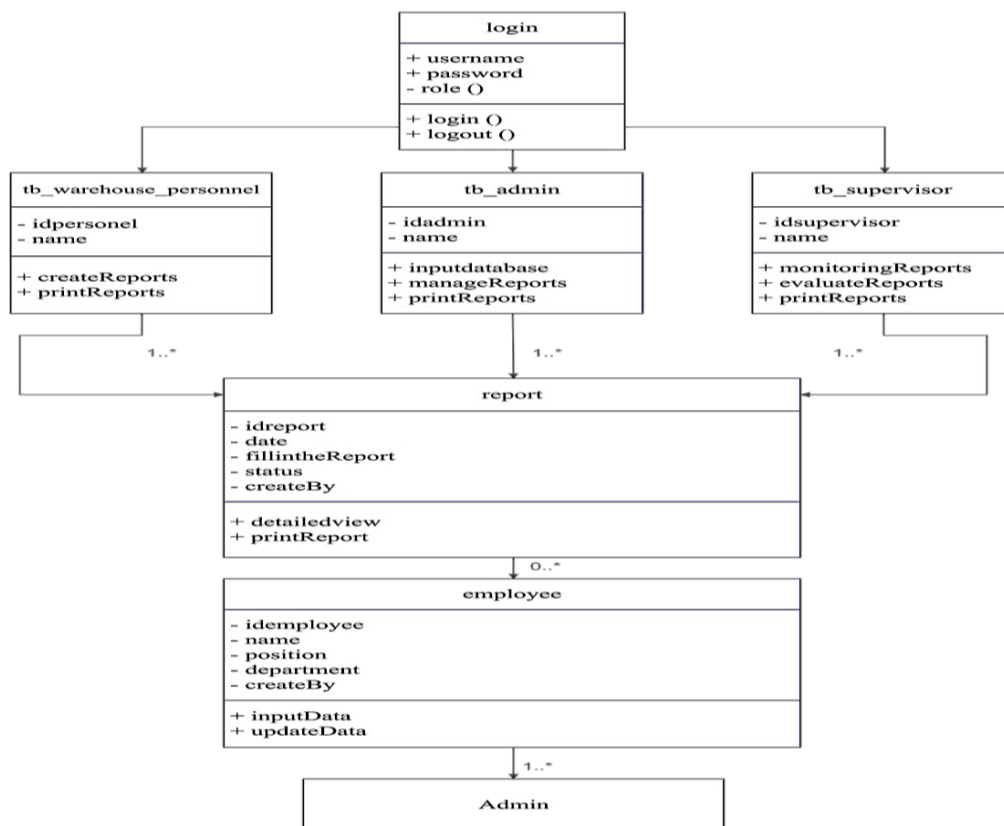 login
+ username
+ password
- role ()
+ login ()
+ logout ()
tb_warehouse_personnel
- idpersonel
- name
+ createReports
+ printReports
tb_admin
- idadmin
- name
+ inputdatabase
+ manageReports
+ printReports
tb_supervisor
- idsupervisor
- name
+ monitoringReports
+ evaluateReports
+ printReports
1..*
1..*
1..*
report
- idreport
- date
- fillintheReport
- status
- createBy
+ detailedview
+ printReport
0..*
employee
- idemployee
- name
- position
- department
- createBy
+ inputData
+ updateData
1..*
Admin